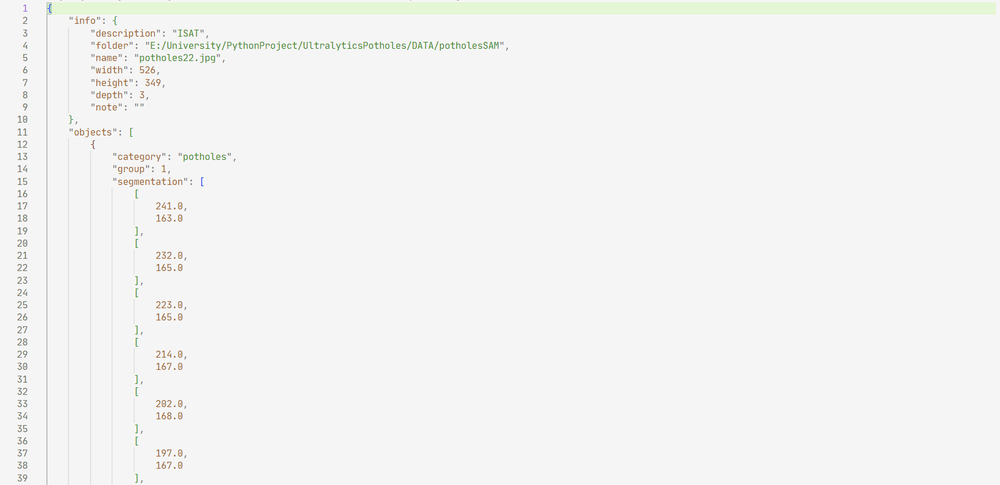 1 {
2 "info": {
3 "description": "ISAT",
4 "folder": "E:/University/PythonProject/UltralyticsPotholes/DATA/potholesSAM",
5 "name": "potholes22.jpg",
6 "width": 526,
7 "height": 349,
8 "depth": 3,
9 "note": ""
10 },
11 "objects": [
12 {
13 "category": "potholes",
14 "group": 1,
15 "segmentation": [
16 [
17 241.0,
18 163.0
19 ],
20 [
21 232.0,
22 165.0
23 ],
24 [
25 223.0,
26 165.0
27 ],
28 [
29 214.0,
30 167.0
31 ],
32 [
33 202.0,
34 168.0
35 ],
36 [
37 197.0,
38 167.0
39 ],